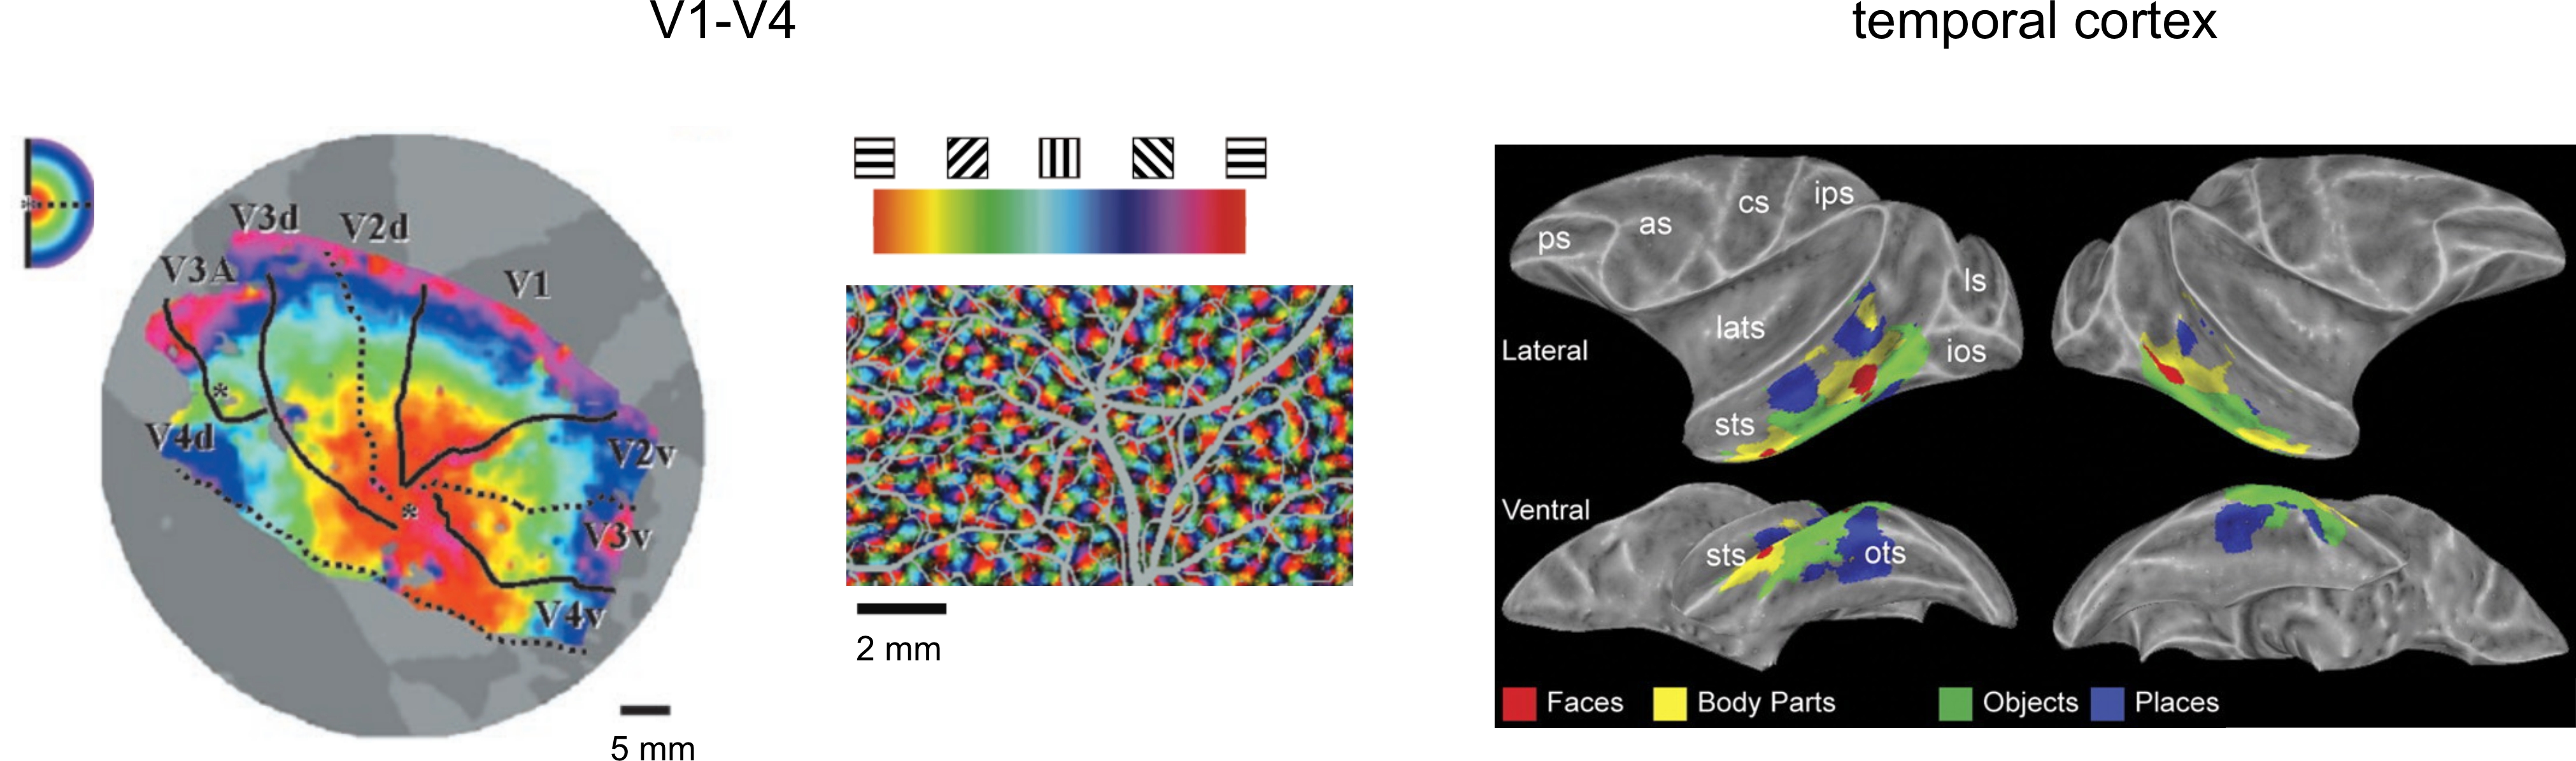 V1-V4
temporal cortex
V3d
V2d
V3A
V1
*
V4d
V2v
*
V3v
V4v
5 mm
2 mm
ps
as
cs
ips
ls
lats
ios
Lateral
sts
Ventral
sts
ots
Faces
Body Parts
Objects
Places